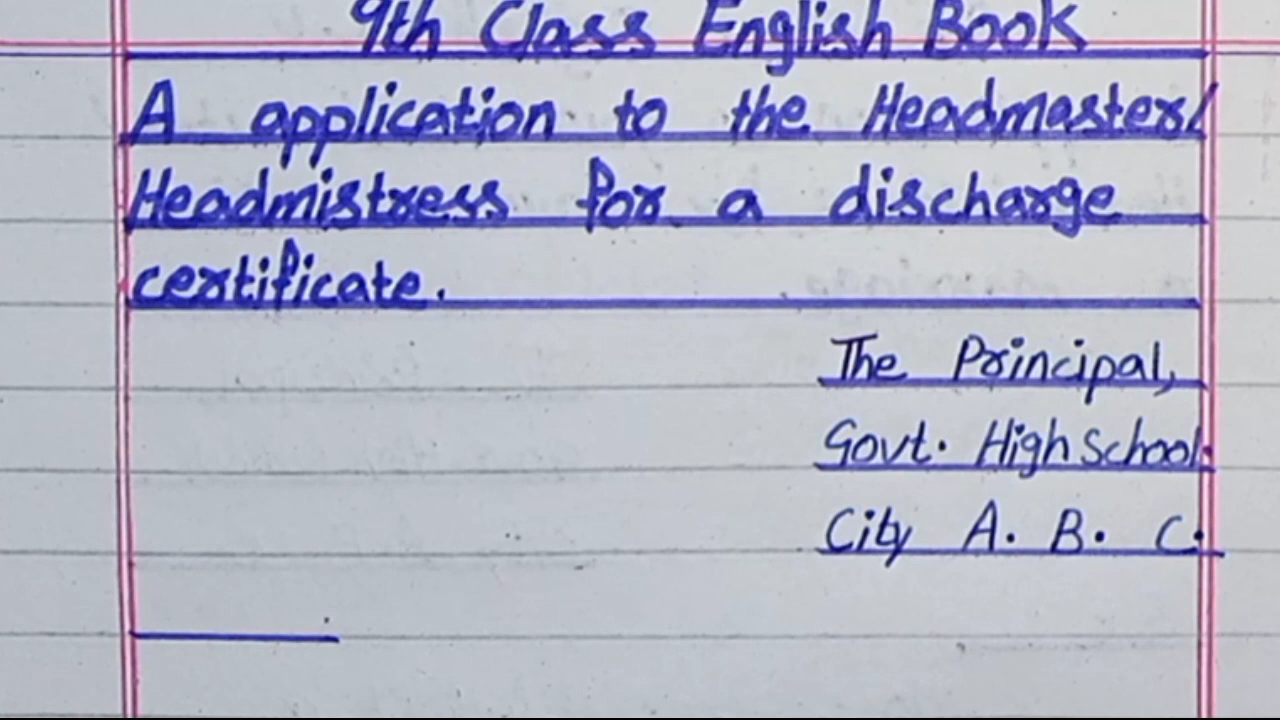 9th Class English Book
A application to the Headmaster/
Headmistress for a discharge
certificate.
The Principal,
Govt. High School.
City A. B. C.